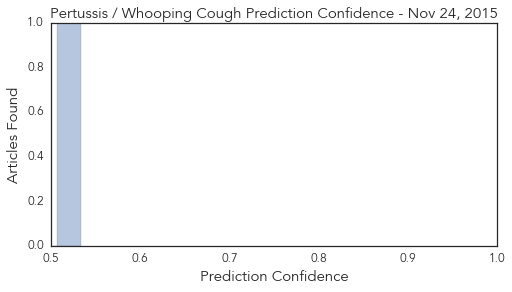 Pertussis / Whooping Cough Prediction Confidence - Nov 24, 2015
1.0
0.8
0.6
0.4
0.2
0.0
Articles Found
0.5 0.6 0.7 0.8 0.9 1.0
Prediction Confidence